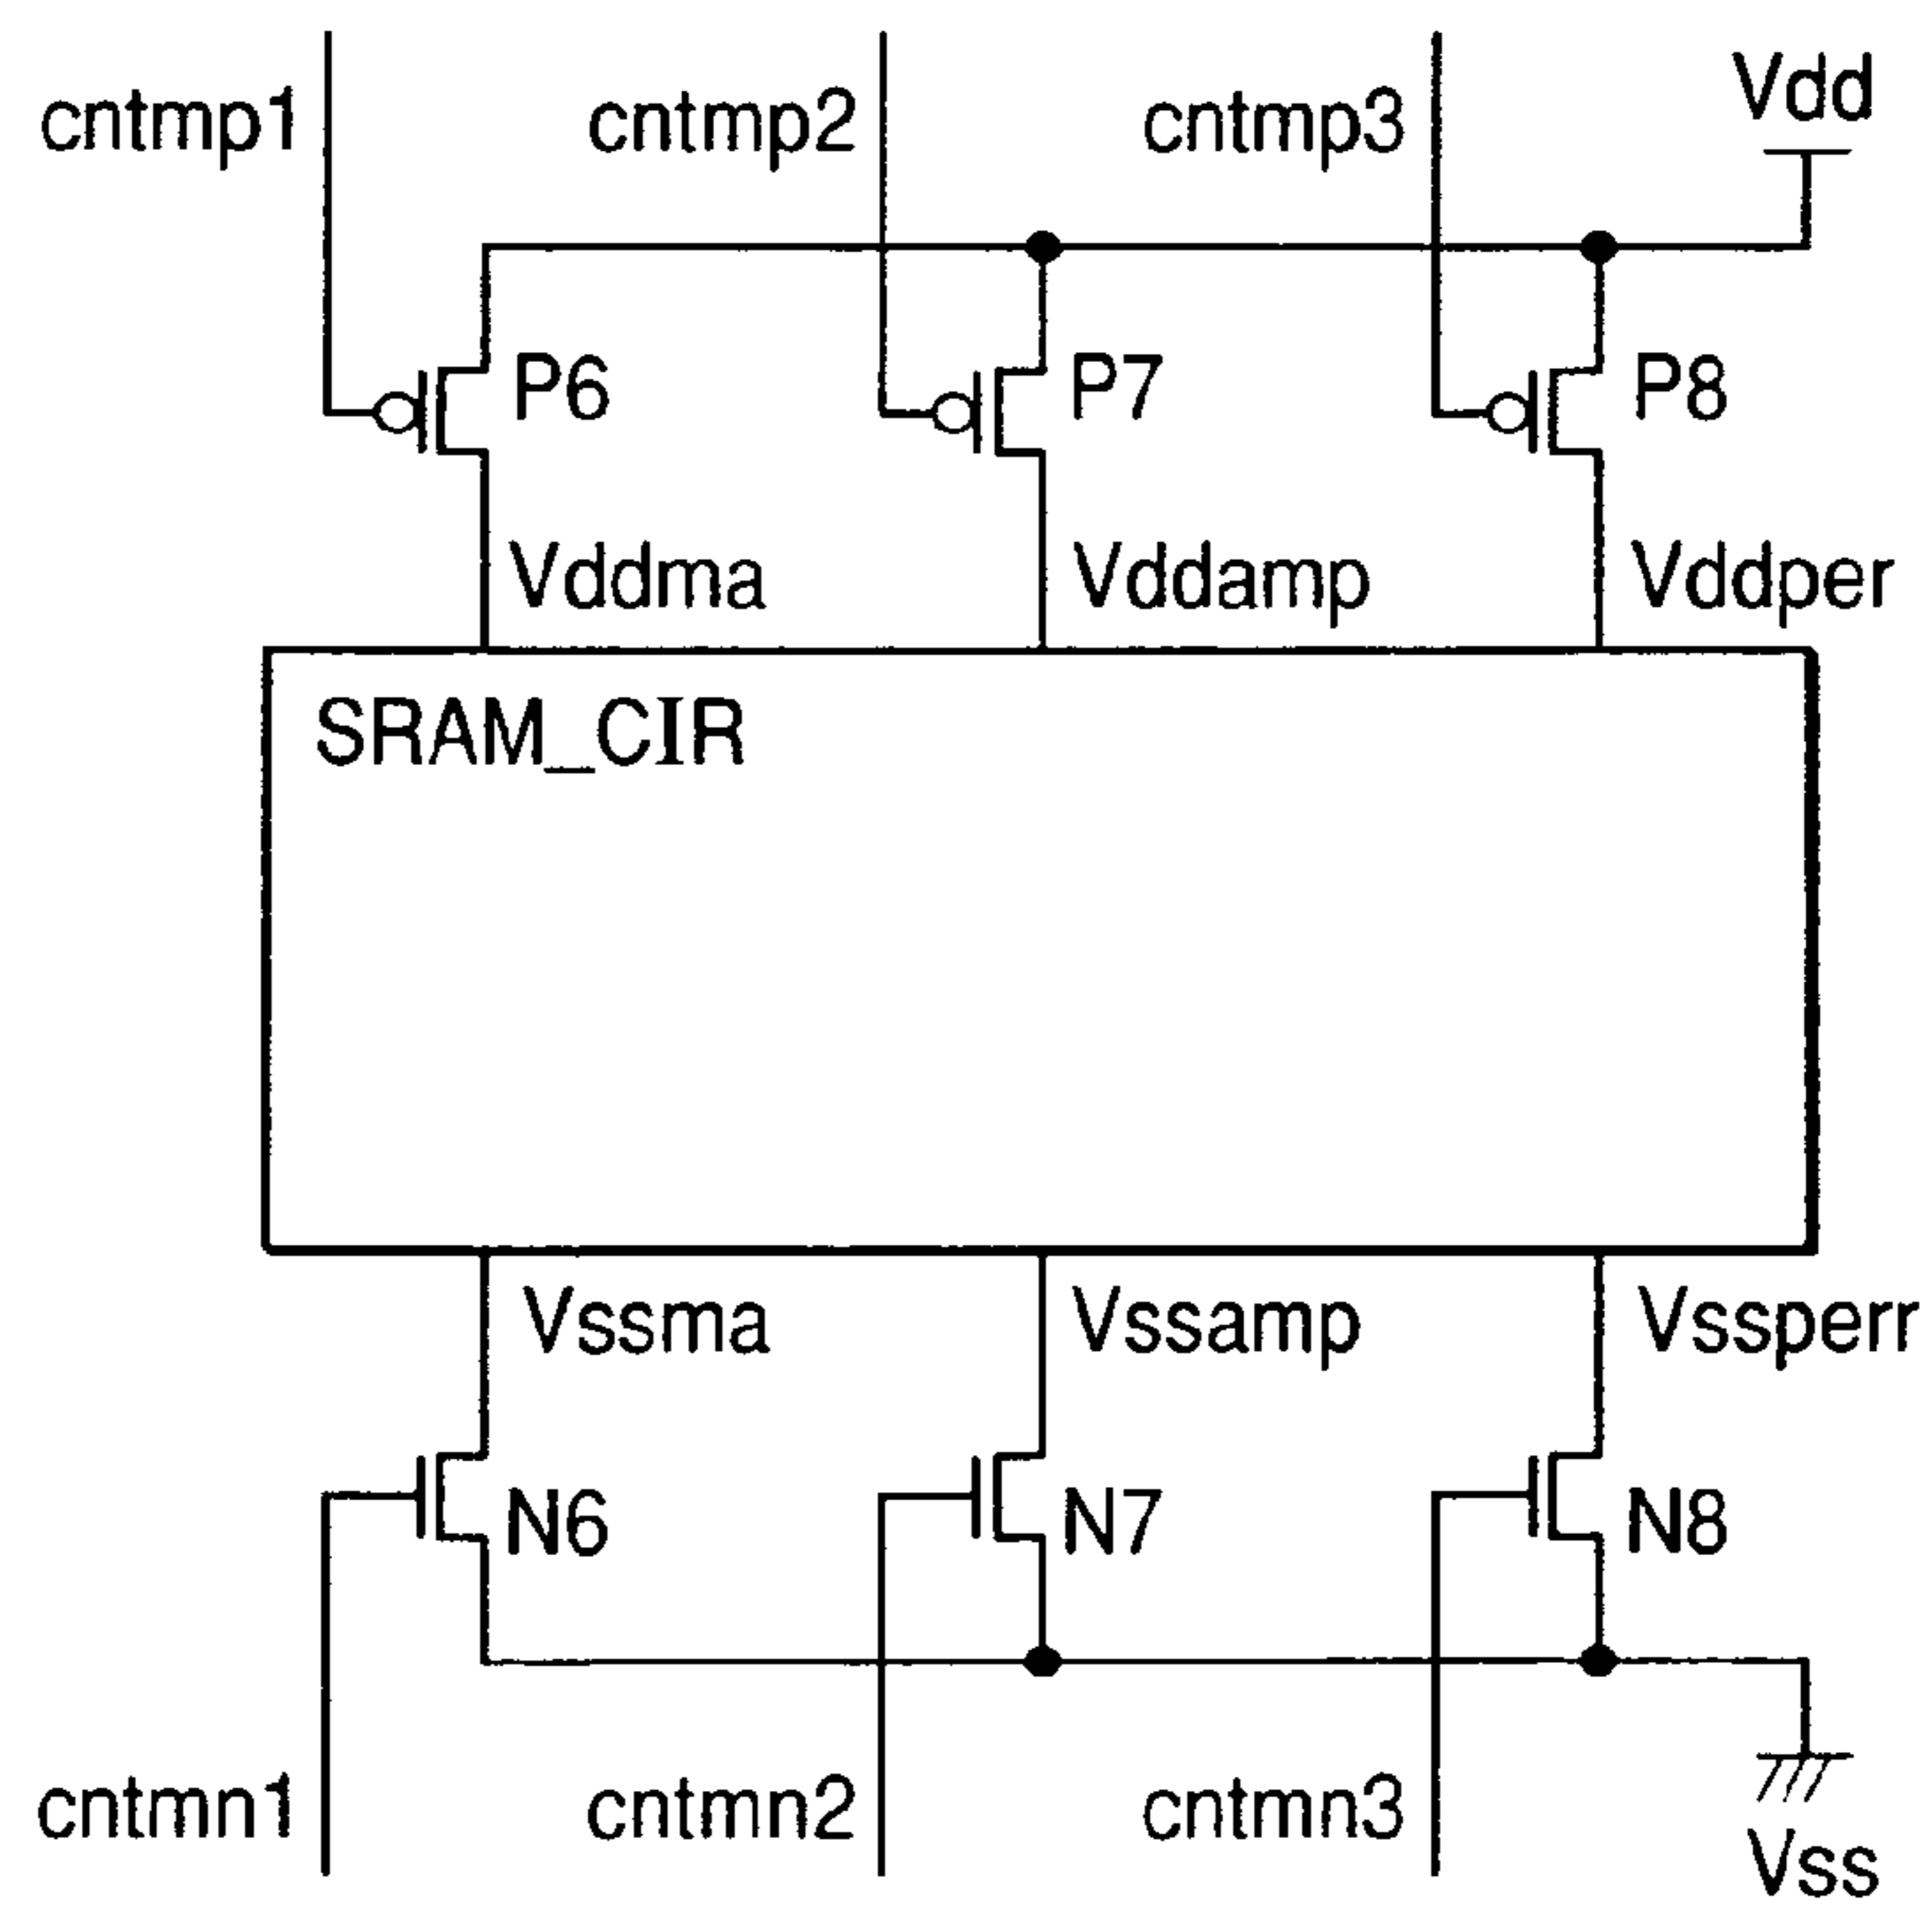 cntmp1
cntmp2
cntmp3
Vdd
P6
P7
P8
Vddma
Vddamp
Vddper
SRAM_CIR
Vssma
Vssamp
Vssperr
N6
N7
N8
cntmn1
cntmn2
cntmn3
Vss